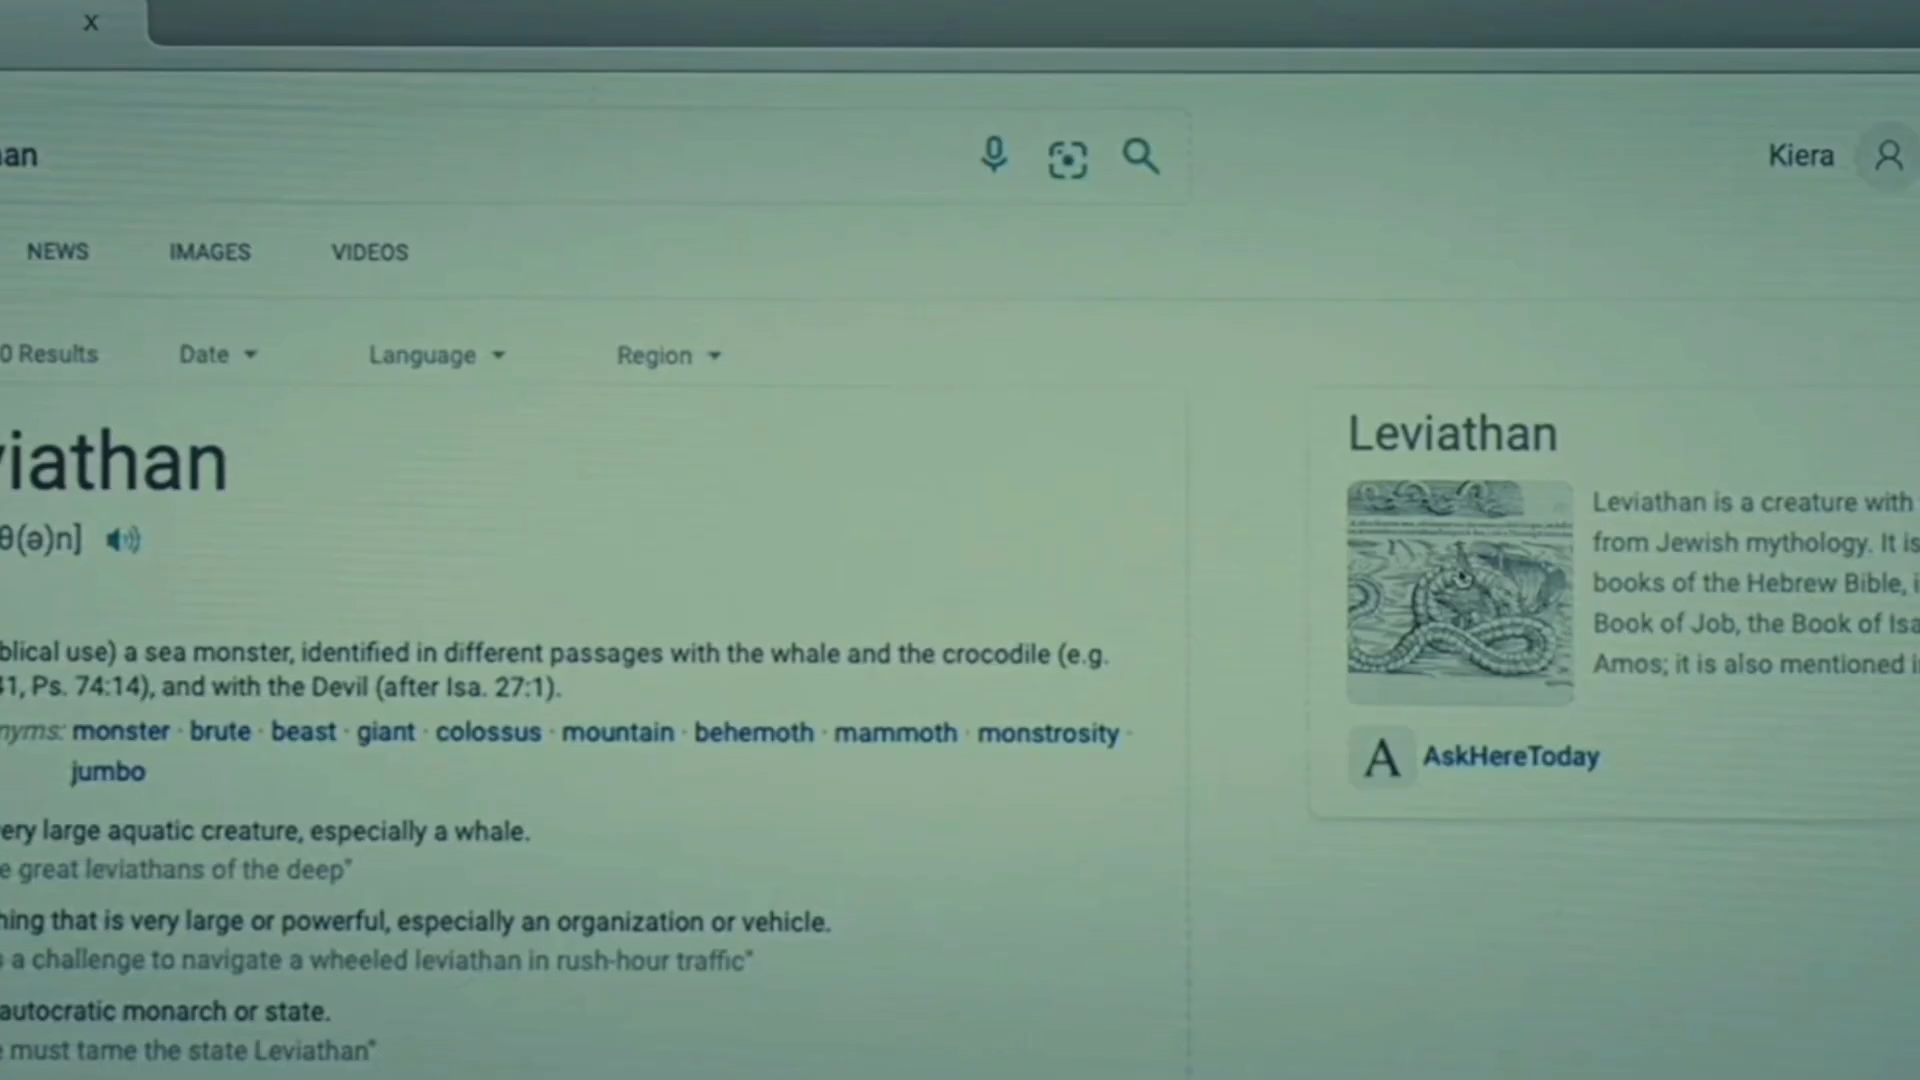 x
an
Kiera
NEWS IMAGES VIDEOS
0 Results Date Language Region
viathan
θ(ə)n]
blical use) a sea monster, identified in different passages with the whale and the crocodile (e.g.
41, Ps. 74:14), and with the Devil (after Isa. 27:1).
nyms: monster · brute · beast · giant · colossus · mountain · behemoth · mammoth · monstrosity ·
jumbo
ery large aquatic creature, especially a whale.
e great leviathans of the deep"
hing that is very large or powerful, especially an organization or vehicle.
s a challenge to navigate a wheeled leviathan in rush-hour traffic"
autocratic monarch or state.
e must tame the state Leviathan"
Leviathan
Leviathan is a creature with
from Jewish mythology. It is
books of the Hebrew Bible, i
Book of Job, the Book of Isa
Amos; it is also mentioned i
A AskHereToday